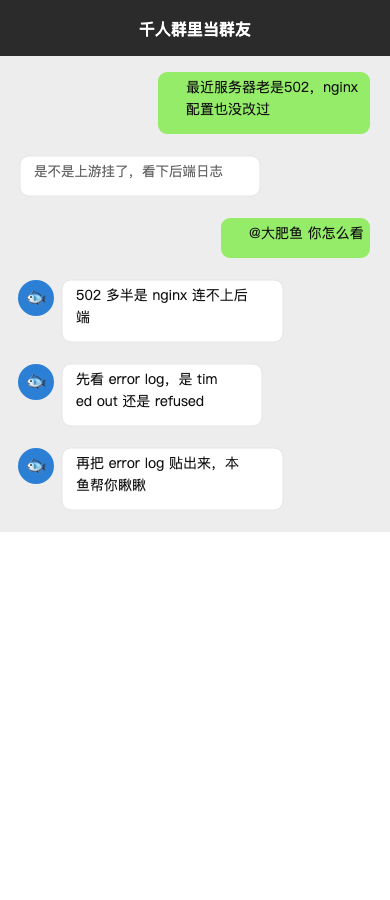 千人群里当群友
最近服务器老是502，nginx
配置也没改过
是不是上游挂了，看下后端日志
@大肥鱼 你怎么看
502 多半是 nginx 连不上后
端
先看 error log，是 tim
ed out 还是 refused
再把 error log 贴出来，本
鱼帮你瞅瞅